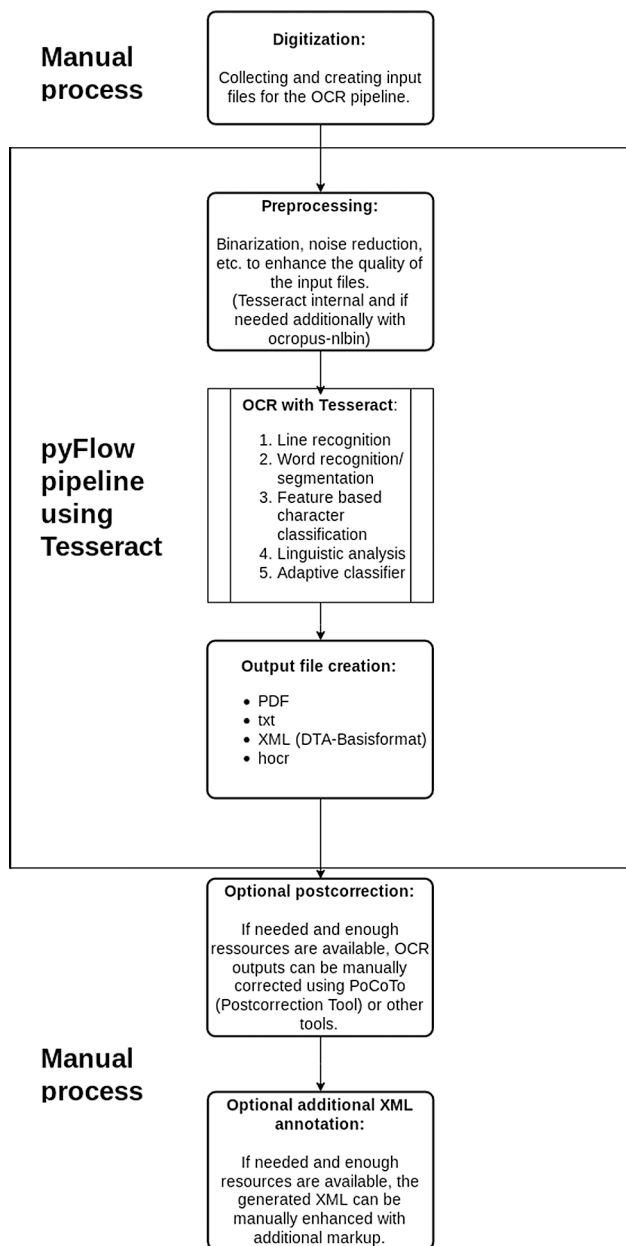 Manual
process
Digitization:
Collecting and creating input
files for the OCR pipeline.
Preprocessing:
Binarization, noise reduction,
etc. to enhance the quality of
the input files.
(Tesseract internal and if
needed additionally with
ocropus-nlbin)
pyFlow
pipeline
using
Tesseract
OCR with Tesseract:
1. Line recognition
2. Word recognition/
segmentation
3. Feature based
character
classification
4. Linguistic analysis
5. Adaptive classifier
Output file creation:
• PDF
• txt
• XML (DTA-Basisformat)
• hocr
Optional postcorrection:
If needed and enough
ressources are available, OCR
outputs can be manually
corrected using PoCoTo
(Postcorrection Tool) or other
tools.
Manual
process
Optional additional XML
annotation:
If needed and enough
resources are available, the
generated XML can be
manually enhanced with
additional markup.